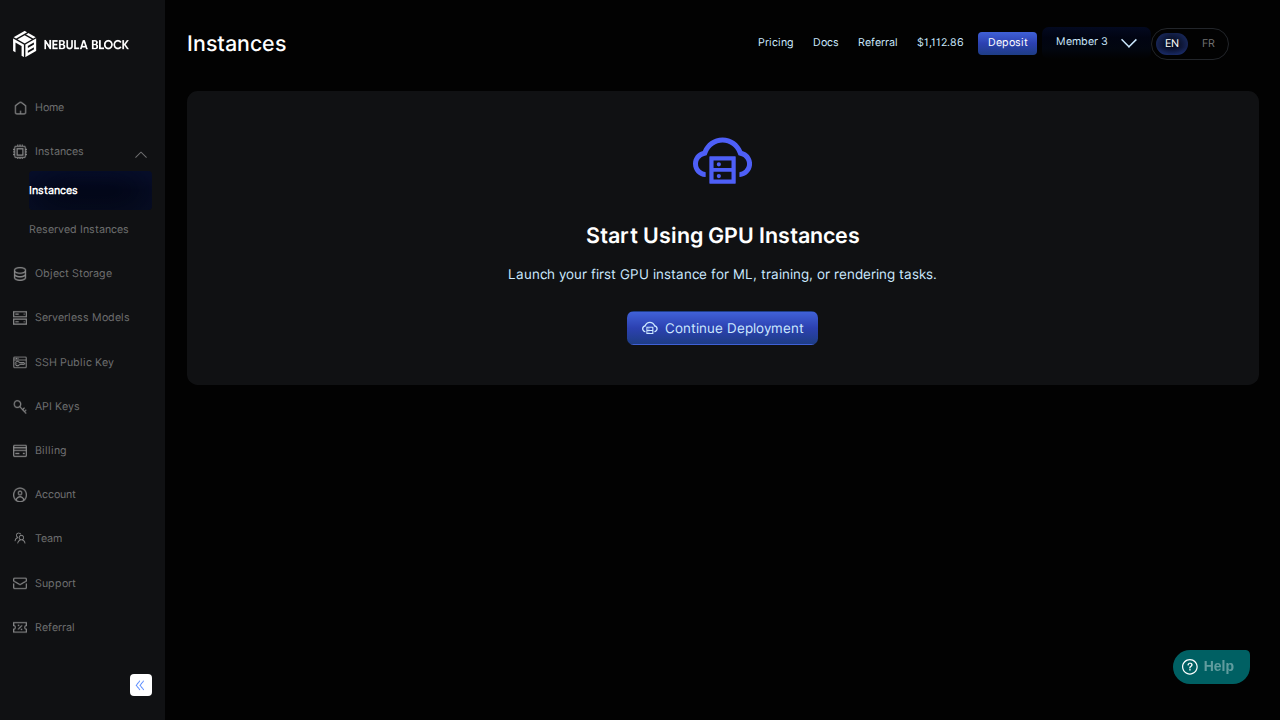 NEBULA BLOCK
Home
Instances
Instances
Reserved Instances
Object Storage
Serverless Models
SSH Public Key
API Keys
Billing
Account
Team
Support
Referral
Instances
Pricing
Docs
Referral
$1,112.86
Deposit
Member 3
EN
FR
Start Using GPU Instances
Launch your first GPU instance for ML, training, or rendering tasks.
Continue Deployment
Help